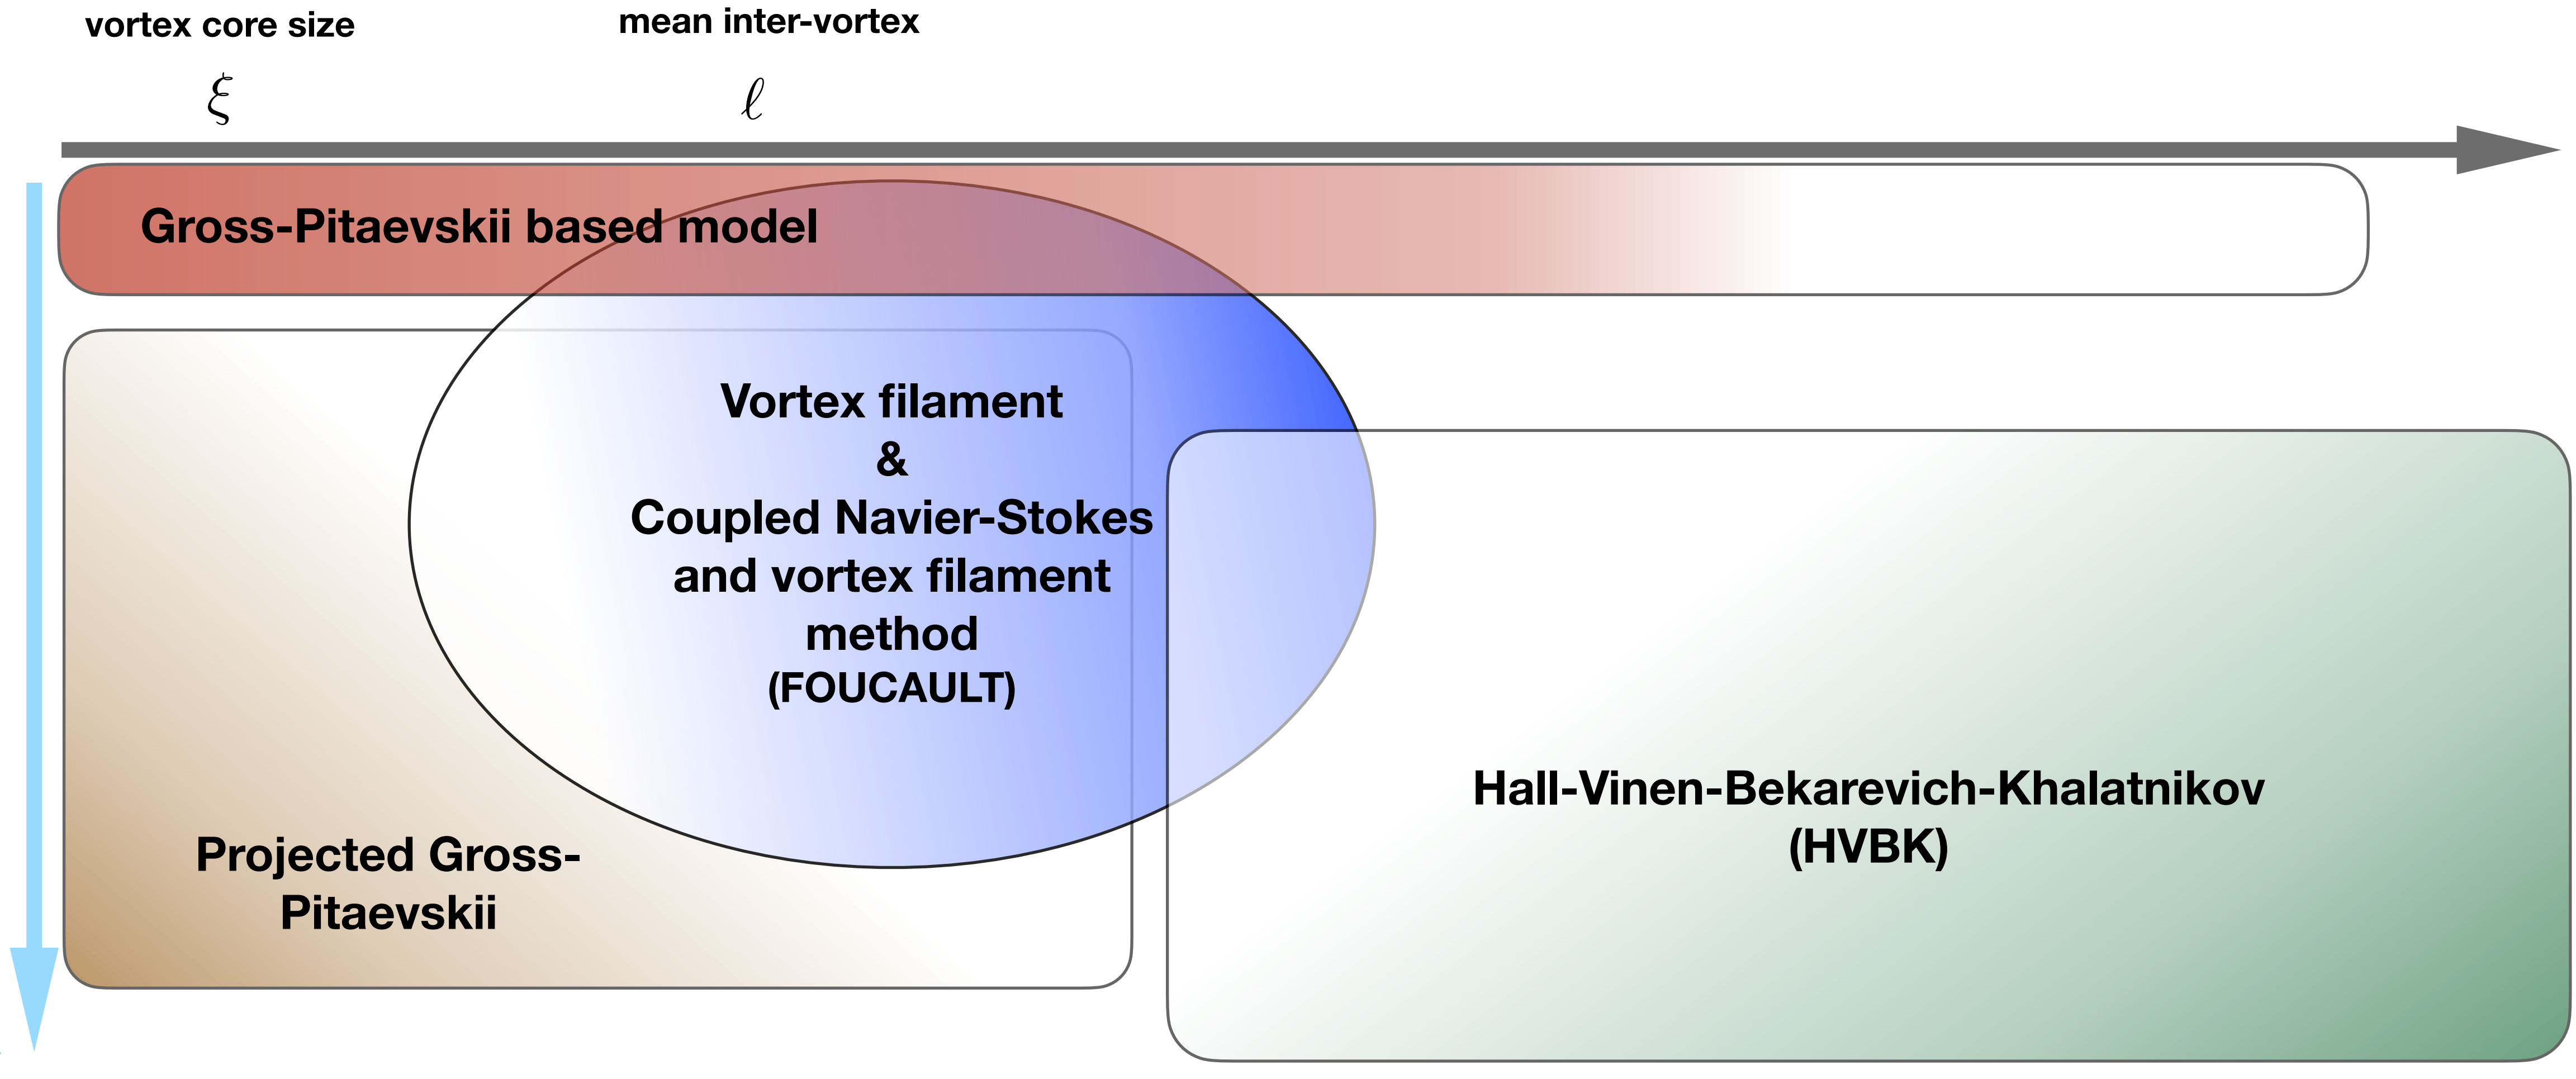 vortex core size
mean inter-vortex
ξ
ℓ
Gross-Pitaevskii based model
Vortex filament
&
Coupled Navier-Stokes
and vortex filament
method
(FOUCAULT)
Hall-Vinen-Bekarevich-Khalatnikov
(HVBK)
Projected Gross-
Pitaevskii